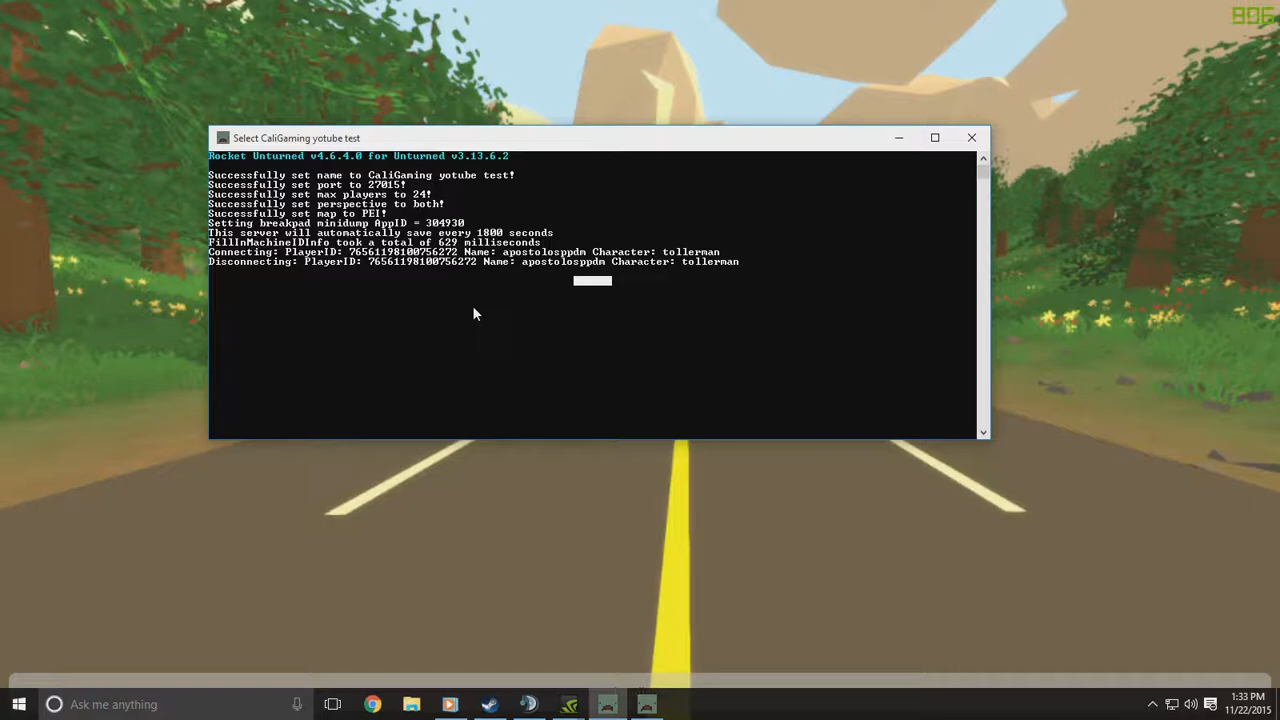 806
Select CaliGaming yotube test
Rocket Unturned v4.6.4.0 for Unturned v3.13.6.2
Successfully set name to CaliGaming yotube test!
Successfully set port to 27015!
Successfully set max players to 24!
Successfully set perspective to both!
Successfully set map to PEI!
Setting breakpad minidump AppID = 304930
This server will automatically save every 1800 seconds
FillInMachineIDInfo took a total of 629 milliseconds
Connecting: PlayerID: 76561198100756272 Name: apostolosppdm Character: tollerman
Disconnecting: PlayerID: 76561198100756272 Name: apostolosppdm Character: tollerman
Ask me anything
1:33 PM
11/22/2015